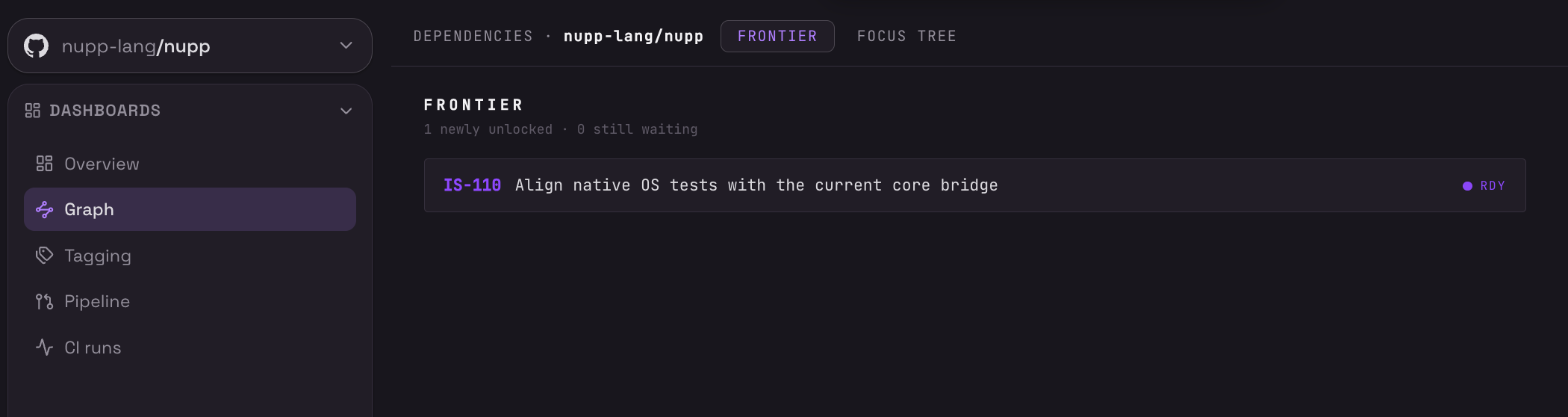 nupp-lang/nupp
DASHBOARDS
Overview
Graph
Tagging
Pipeline
CI runs
DEPENDENCIES · nupp-lang/nupp FRONTIER FOCUS TREE
FRONTIER
1 newly unlocked · 0 still waiting
IS-110 Align native OS tests with the current core bridge RDY